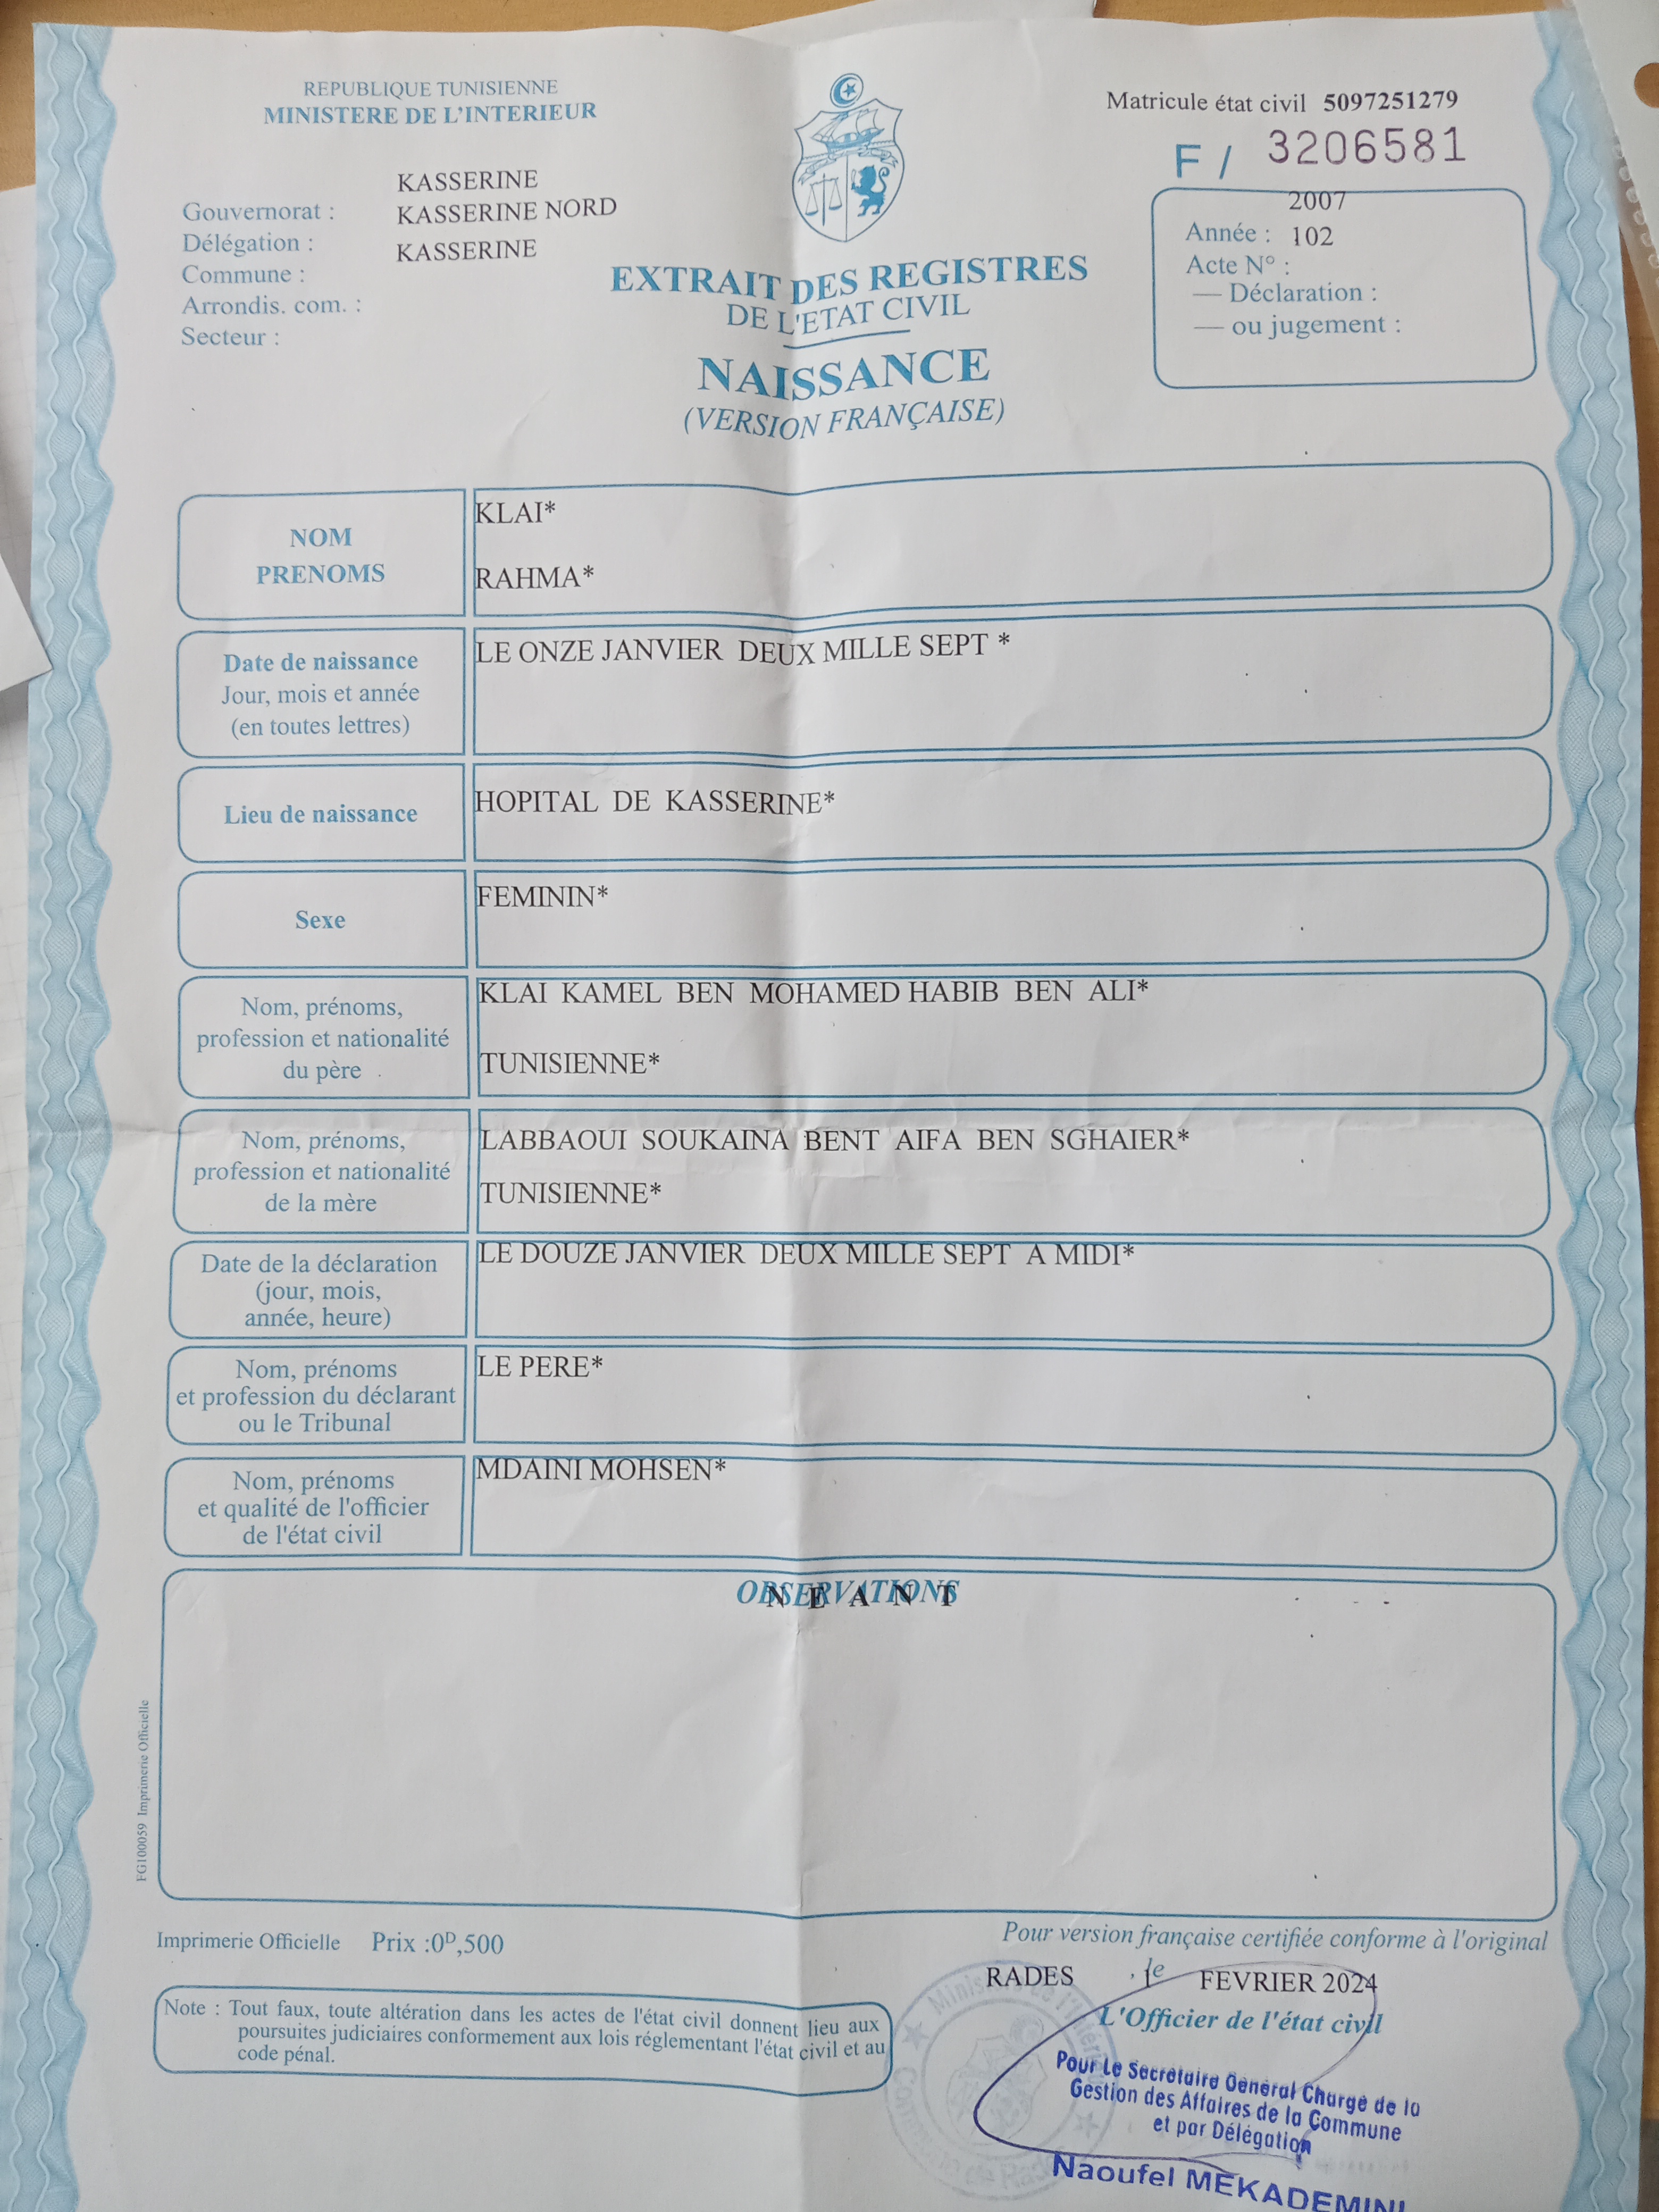 REPUBLIQUE TUNISIENNE
MINISTERE DE L'INTERIEUR
Matricule état civil 5097251279
F / 3206581
KASSERINE
Gouvernorat : KASSERINE NORD
Délégation : KASSERINE
Commune :
Arrondis. com. :
Secteur :
2007
Année : 102
Acte N° :
— Déclaration :
— ou jugement :
EXTRAIT DES REGISTRES
DE L'ETAT CIVIL
NAISSANCE
(VERSION FRANÇAISE)
NOM
PRENOMS
KLAI*
RAHMA*
Date de naissance
Jour, mois et année
(en toutes lettres)
LE ONZE JANVIER DEUX MILLE SEPT *
Lieu de naissance
HOPITAL DE KASSERINE*
Sexe
FEMININ*
Nom, prénoms,
profession et nationalité
du père
KLAI KAMEL BEN MOHAMED HABIB BEN ALI*
TUNISIENNE*
Nom, prénoms,
profession et nationalité
de la mère
LABBAOUI SOUKAINA BENT AIFA BEN SGHAIER*
TUNISIENNE*
Date de la déclaration
(jour, mois,
année, heure)
LE DOUZE JANVIER DEUX MILLE SEPT A MIDI*
Nom, prénoms
et profession du déclarant
ou le Tribunal
LE PERE*
Nom, prénoms
et qualité de l'officier
de l'état civil
MDAINI MOHSEN*
OBSERVATIONS
N E A N T
FG100059 Imprimerie Officielle
Imprimerie Officielle Prix :0D,500
Pour version française certifiée conforme à l'original
RADES , le FEVRIER 2024
L'Officier de l'état civil
Note : Tout faux, toute altération dans les actes de l'état civil donnent lieu aux
poursuites judiciaires conformement aux lois réglementant l'état civil et au
code pénal.
Pour Le Secrétaire Général Chargé de la
Gestion des Affaires de la Commune
et par Délégation
Naoufel MEKADEMINI